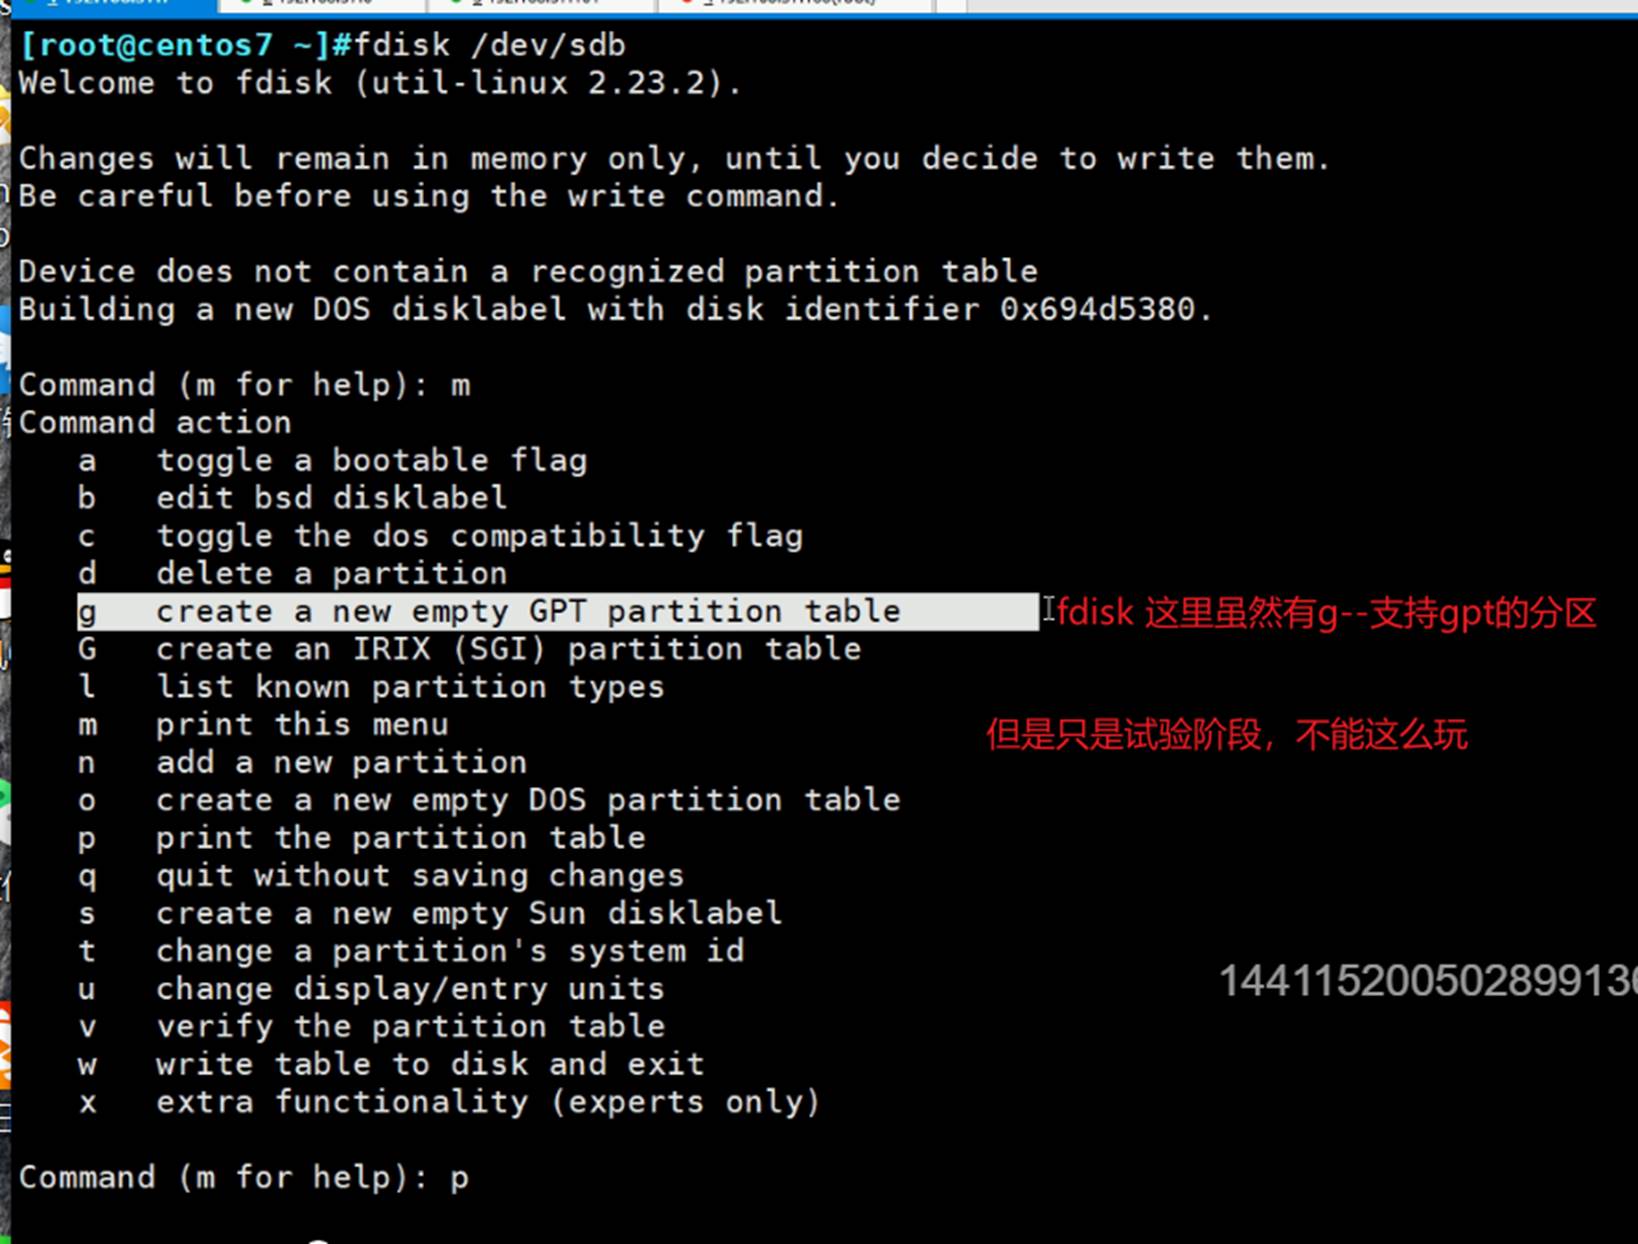 [root@centos7 ~]#fdisk /dev/sdb
Welcome to fdisk (util-linux 2.23.2).
Changes will remain in memory only, until you decide to write them.
Be careful before using the write command.
Device does not contain a recognized partition table
Building a new DOS disklabel with disk identifier 0x694d5380.
Command (m for help): m
Command action
a toggle a bootable flag
b edit bsd disklabel
c toggle the dos compatibility flag
d delete a partition
g create a new empty GPT partition table fdisk 这里虽然有g--支持gpt的分区
G create an IRIX (SGI) partition table
l list known partition types
m print this menu
但是只是试验阶段，不能这么玩
n add a new partition
o create a new empty DOS partition table
p print the partition table
q quit without saving changes
s create a new empty Sun disklabel
t change a partition's system id
144115200502899136
u change display/entry units
v verify the partition table
w write table to disk and exit
x extra functionality (experts only)
Command (m for help): p